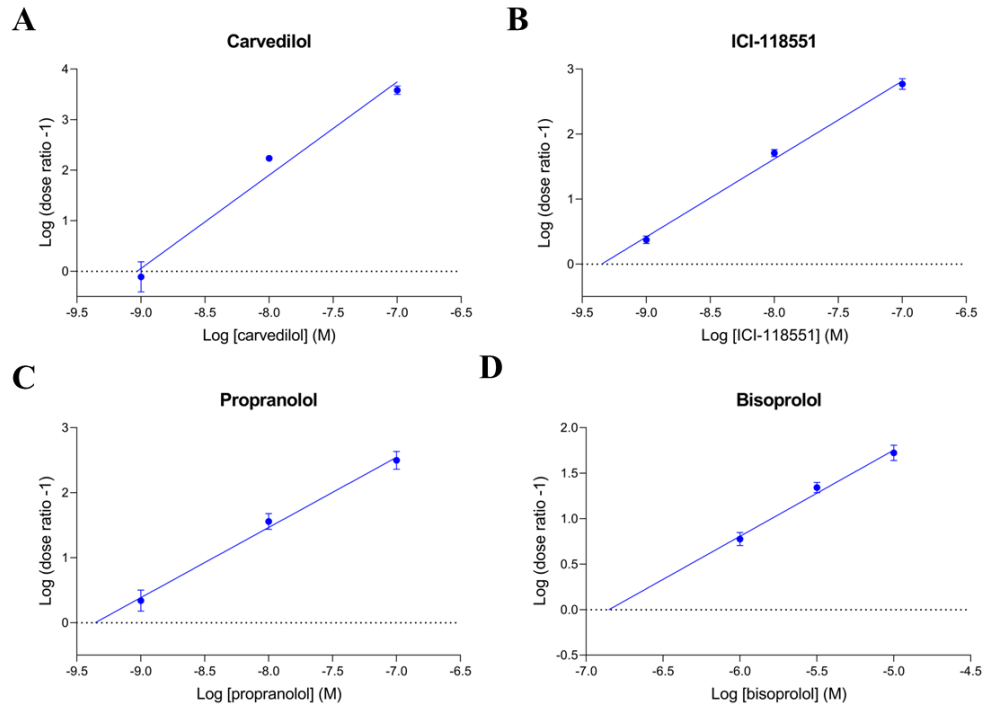 A
Carvedilol
4
3
2
1
0
-9.5 -9.0 -8.5 -8.0 -7.5 -7.0 -6.5
Log (dose ratio -1)
Log [carvedilol] (M)
B
ICI-118551
3
2
1
0
-9.5 -9.0 -8.5 -8.0 -7.5 -7.0 -6.5
Log (dose ratio -1)
Log [ICI-118551] (M)
C
Propranolol
3
2
1
0
-9.5 -9.0 -8.5 -8.0 -7.5 -7.0 -6.5
Log (dose ratio -1)
Log [propranolol] (M)
D
Bisoprolol
2.0
1.5
1.0
0.5
0.0
-0.5
-7.0 -6.5 -6.0 -5.5 -5.0 -4.5
Log (dose ratio -1)
Log [bisoprolol] (M)